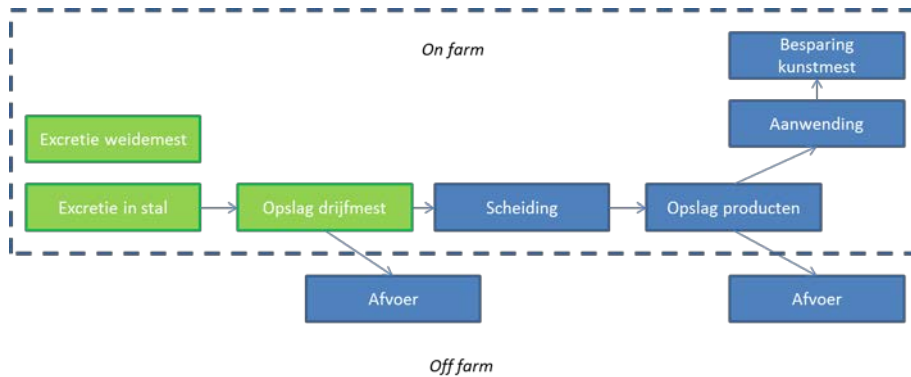 On farm
Besparing
kunstmest
Excretie weidemest
Aanwending
Excretie in stal
Opslag drijfmest
Scheiding
Opslag producten
Afvoer
Afvoer
Off farm